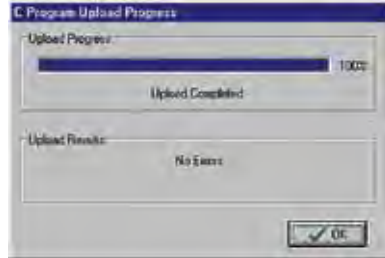 C Program Upload Progress
Upload Progress
100%
Upload Completed
Upload Results
No Errors
OK